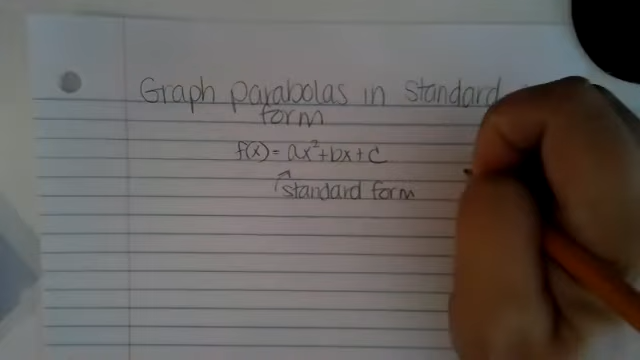 Graph parabolas in standard
form
f(x) = ax²+bx+c
standard form